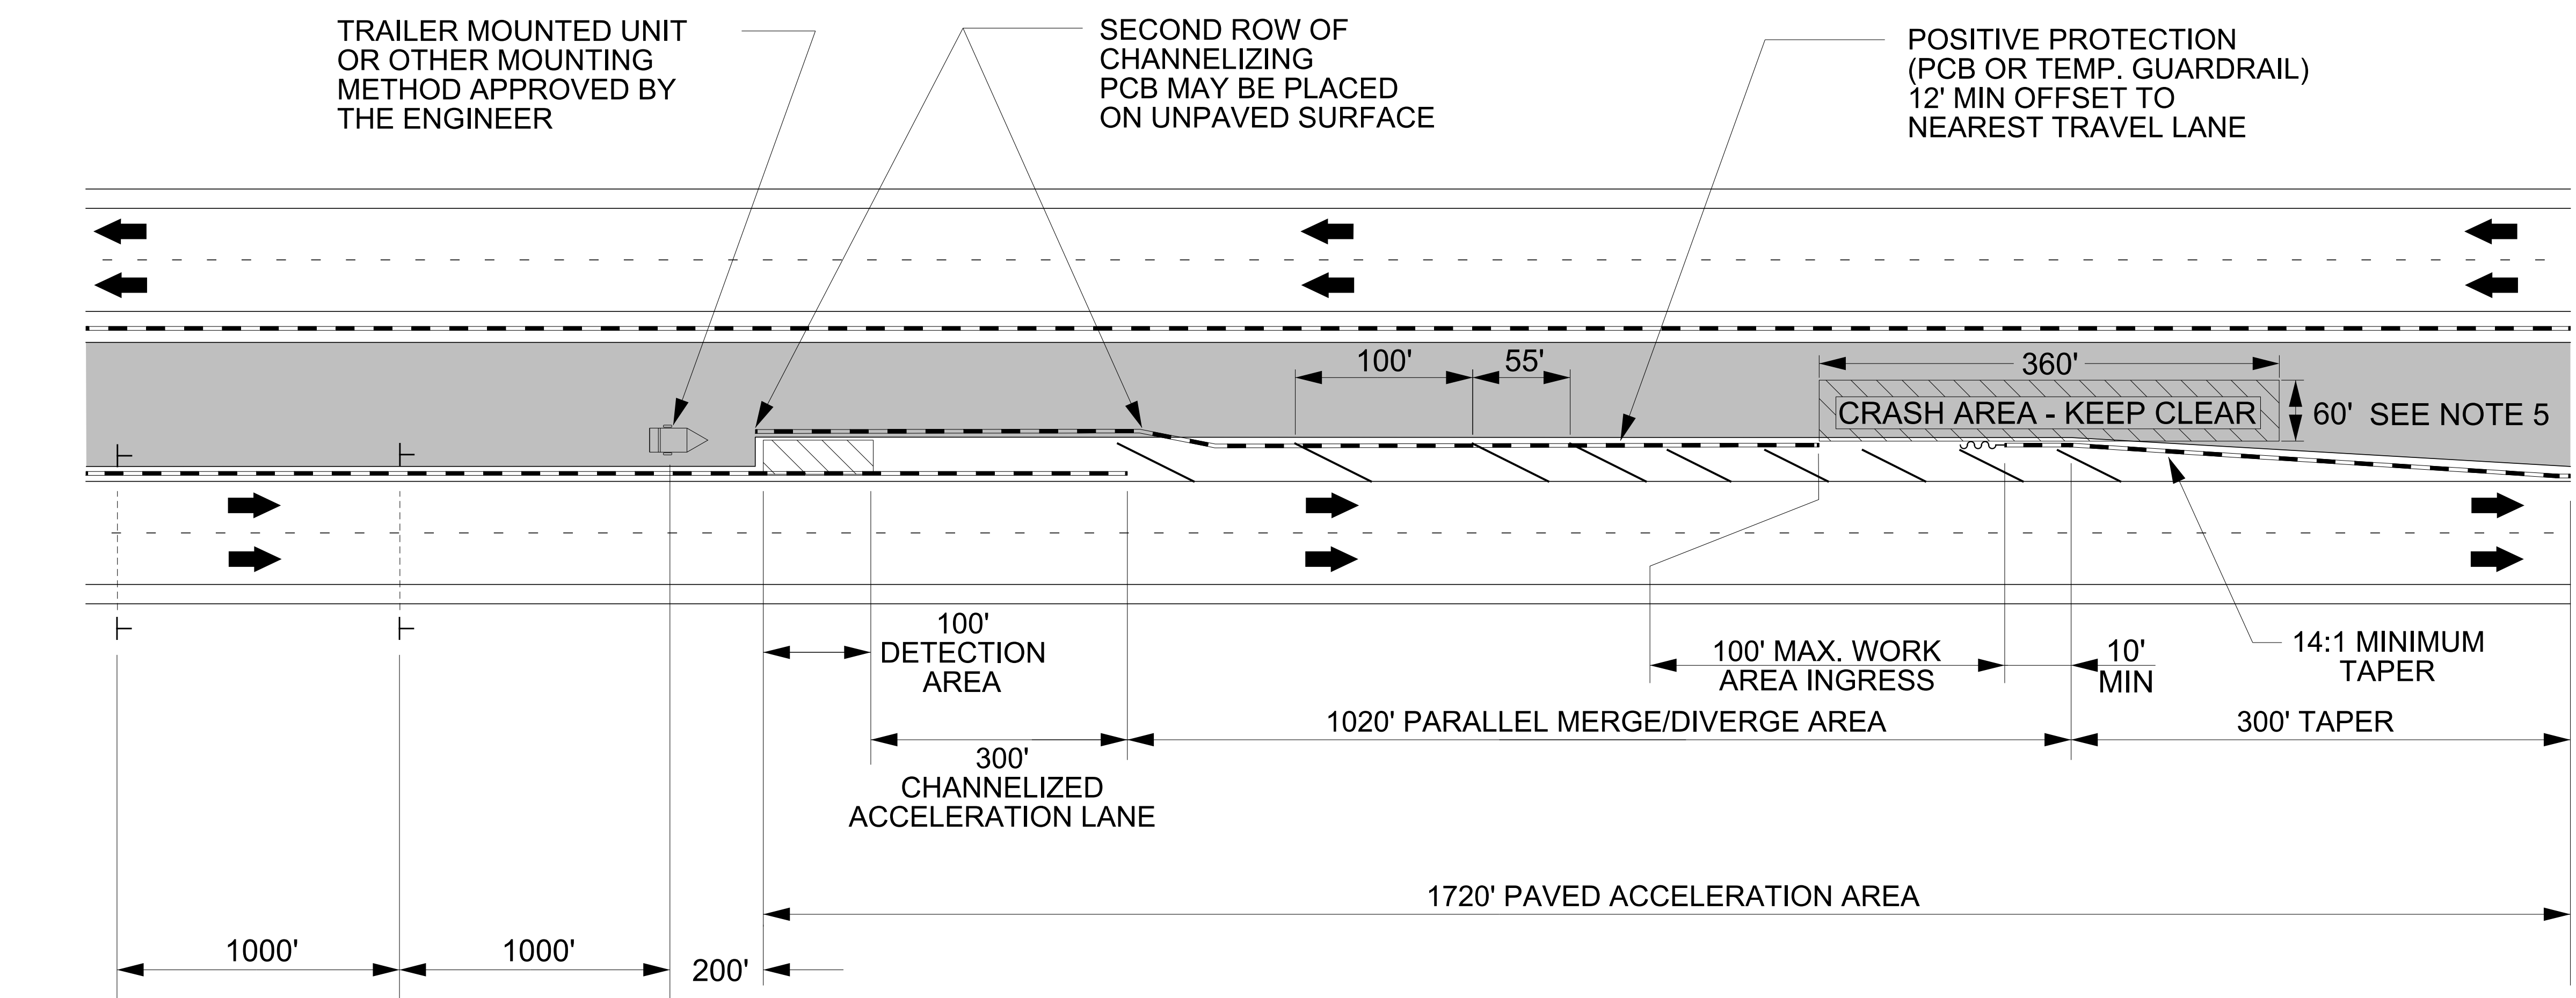 TRAILER MOUNTED UNIT
OR OTHER MOUNTING
METHOD APPROVED BY
THE ENGINEER
SECOND ROW OF
CHANNELIZING
PCB MAY BE PLACED
ON UNPAVED SURFACE
POSITIVE PROTECTION
(PCB OR TEMP. GUARDRAIL)
12' MIN OFFSET TO
NEAREST TRAVEL LANE
100'
55'
360'
CRASH AREA - KEEP CLEAR
60' SEE NOTE 5
100'
DETECTION
AREA
100' MAX. WORK
AREA INGRESS
10'
MIN
14:1 MINIMUM
TAPER
1020' PARALLEL MERGE/DIVERGE AREA
300' TAPER
300'
CHANNELIZED
ACCELERATION LANE
1720' PAVED ACCELERATION AREA
1000'
1000'
200'